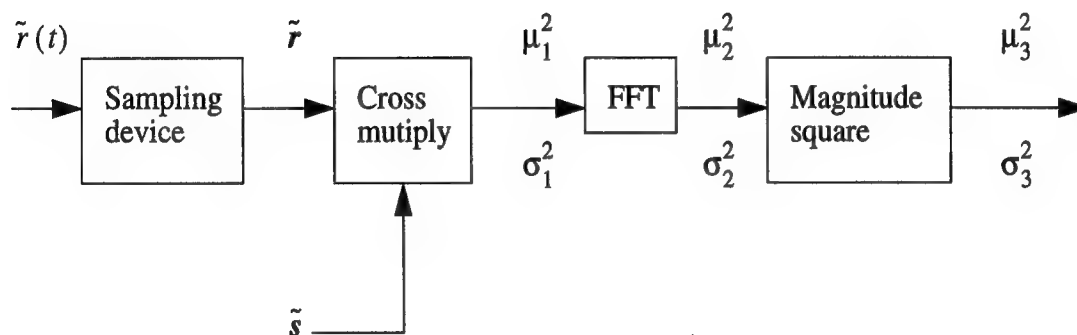 r̃ (t)
r̃
μ₁²
μ₂²
μ₃²
Sampling
device
Cross
mutiply
FFT
Magnitude
square
σ₁²
σ₂²
σ₃²
s̃